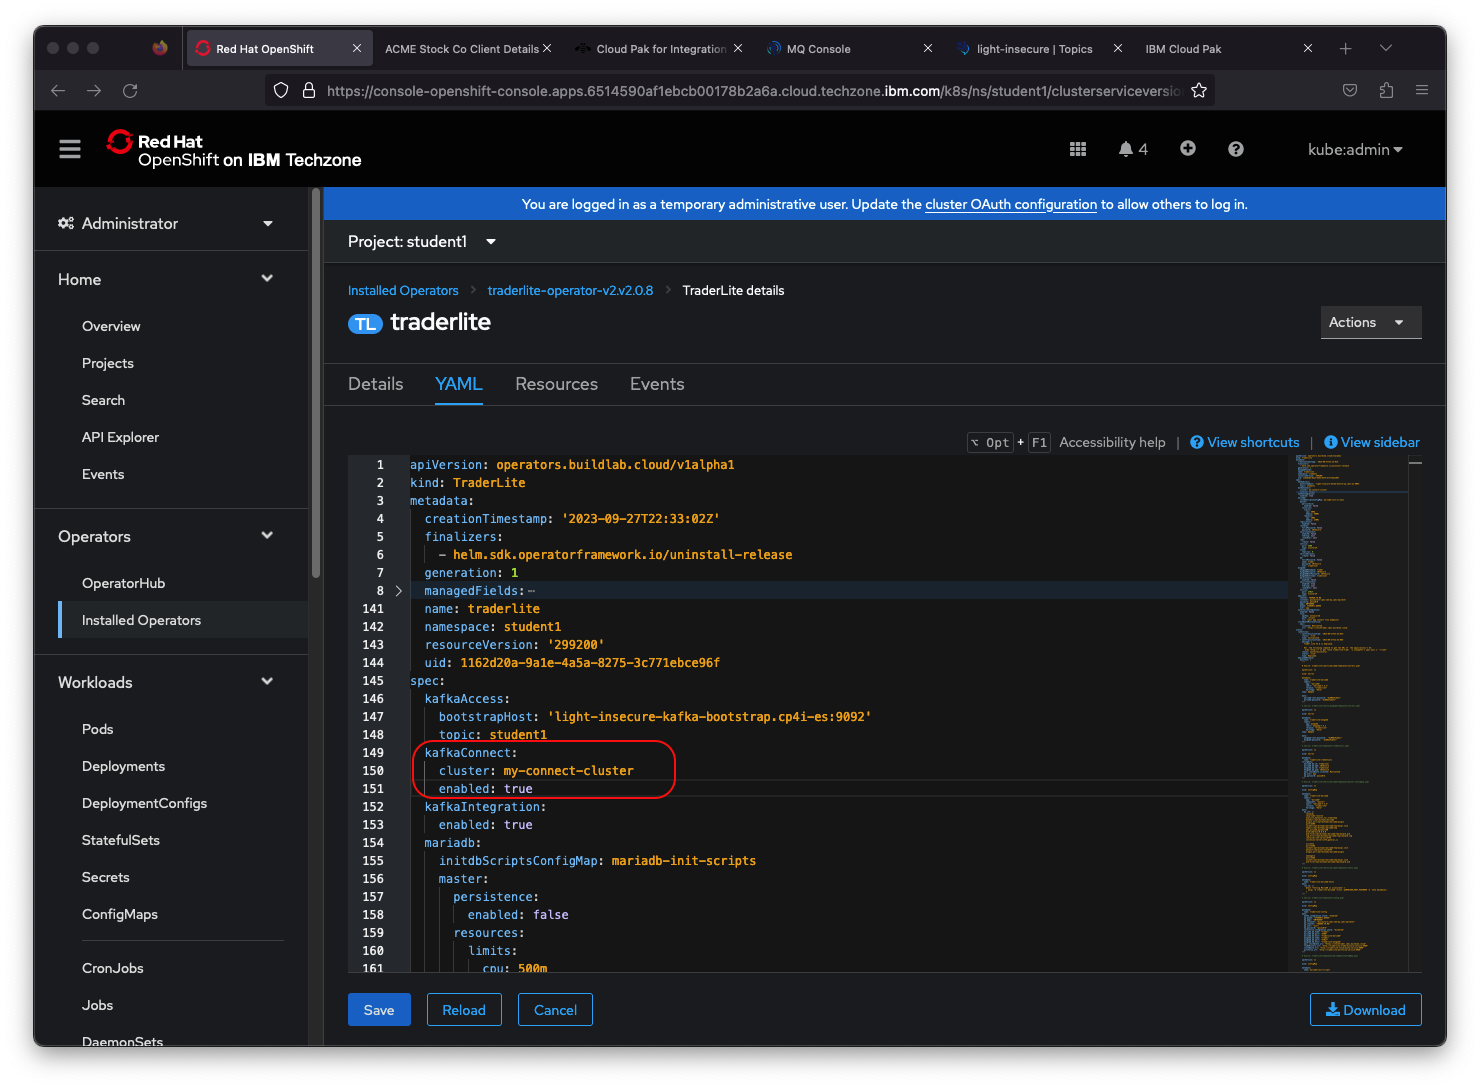 Red Hat OpenShift
ACME Stock Co Client Details
Cloud Pak for Integration
MQ Console
light-insecure | Topics
IBM Cloud Pak
https://console-openshift-console.apps.6514590af1ebcb00178b2a6a.cloud.techzone.ibm.com/k8s/ns/student1/clusterserviceversio
Red Hat
OpenShift on IBM Techzone
4
kube:admin
You are logged in as a temporary administrative user. Update the cluster OAuth configuration to allow others to log in.
Administrator
Home
Overview
Projects
Search
API Explorer
Events
Operators
OperatorHub
Installed Operators
Workloads
Pods
Deployments
DeploymentConfigs
StatefulSets
Secrets
ConfigMaps
CronJobs
Jobs
DaemonSets
Project: student1
Installed Operators > traderlite-operator-v2.v2.0.8 > TraderLite details
TL traderlite
Actions
Details YAML Resources Events
⌥ Opt + F1 Accessibility help | View shortcuts | View sidebar
1 apiVersion: operators.buildlab.cloud/v1alpha1
2 kind: TraderLite
3 metadata:
4 creationTimestamp: '2023-09-27T22:33:02Z'
5 finalizers:
6 - helm.sdk.operatorframework.io/uninstall-release
7 generation: 1
8 managedFields:⋯
141 name: traderlite
142 namespace: student1
143 resourceVersion: '299200'
144 uid: 1162d20a-9a1e-4a5a-8275-3c771ebce96f
145 spec:
146 kafkaAccess:
147 bootstrapHost: 'light-insecure-kafka-bootstrap.cp4i-es:9092'
148 topic: student1
149 kafkaConnect:
150 cluster: my-connect-cluster
151 enabled: true
152 kafkaIntegration:
153 enabled: true
154 mariadb:
155 initdbScriptsConfigMap: mariadb-init-scripts
156 master:
157 persistence:
158 enabled: false
159 resources:
160 limits:
161 cpu: 500m
Save
Reload
Cancel
Download